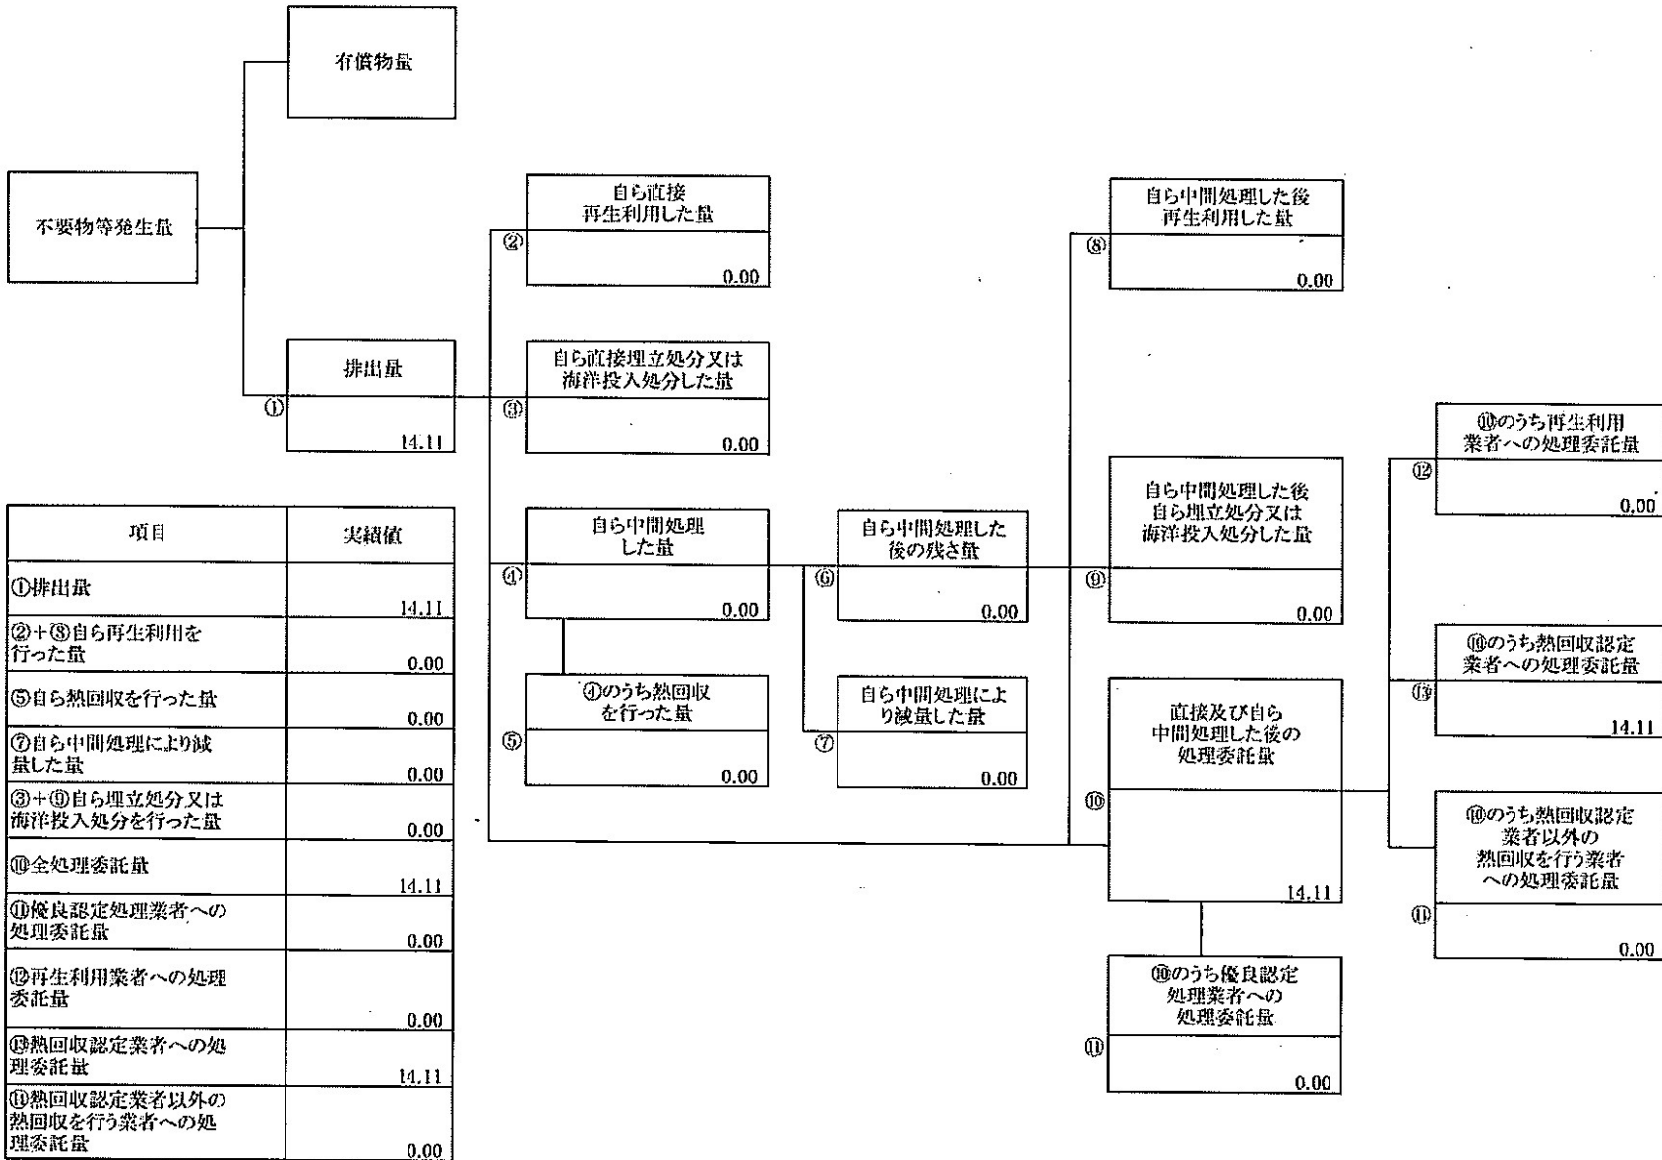 有償物量
不要物等発生量
自ら直接
再生利用した量
②
0.00
自ら中間処理した後
再生利用した量
⑧
0.00
排出量
①
14.11
自ら直接埋立処分又は
海洋投入処分した量
③
0.00
⑩のうち再生利用
業者への処理委託量
⑫
0.00
自ら中間処理
した量
④
0.00
自ら中間処理した
後の残さ量
⑥
0.00
自ら中間処理した後
自ら埋立処分又は
海洋投入処分した量
⑨
0.00
⑩のうち熱回収認定
業者への処理委託量
⑬
14.11
④のうち熱回収
を行った量
⑤
0.00
自ら中間処理によ
り減量した量
⑦
0.00
直接及び自ら
中間処理した後の
処理委託量
⑩
14.11
⑩のうち熱回収認定
業者以外の
熱回収を行う業者
への処理委託量
⑭
0.00
⑩のうち優良認定
処理業者への
処理委託量
⑪
0.00
項目 実績値
①排出量
14.11
②+⑧自ら再生利用を
行った量
0.00
⑤自ら熱回収を行った量
0.00
⑦自ら中間処理により減
量した量
0.00
③+⑨自ら埋立処分又は
海洋投入処分を行った量
0.00
⑩全処理委託量
14.11
⑪優良認定処理業者への
処理委託量
0.00
⑫再生利用業者への処理
委託量
0.00
⑬熱回収認定業者への処
理委託量
14.11
⑭熱回収認定業者以外の
熱回収を行う業者への処
理委託量
0.00